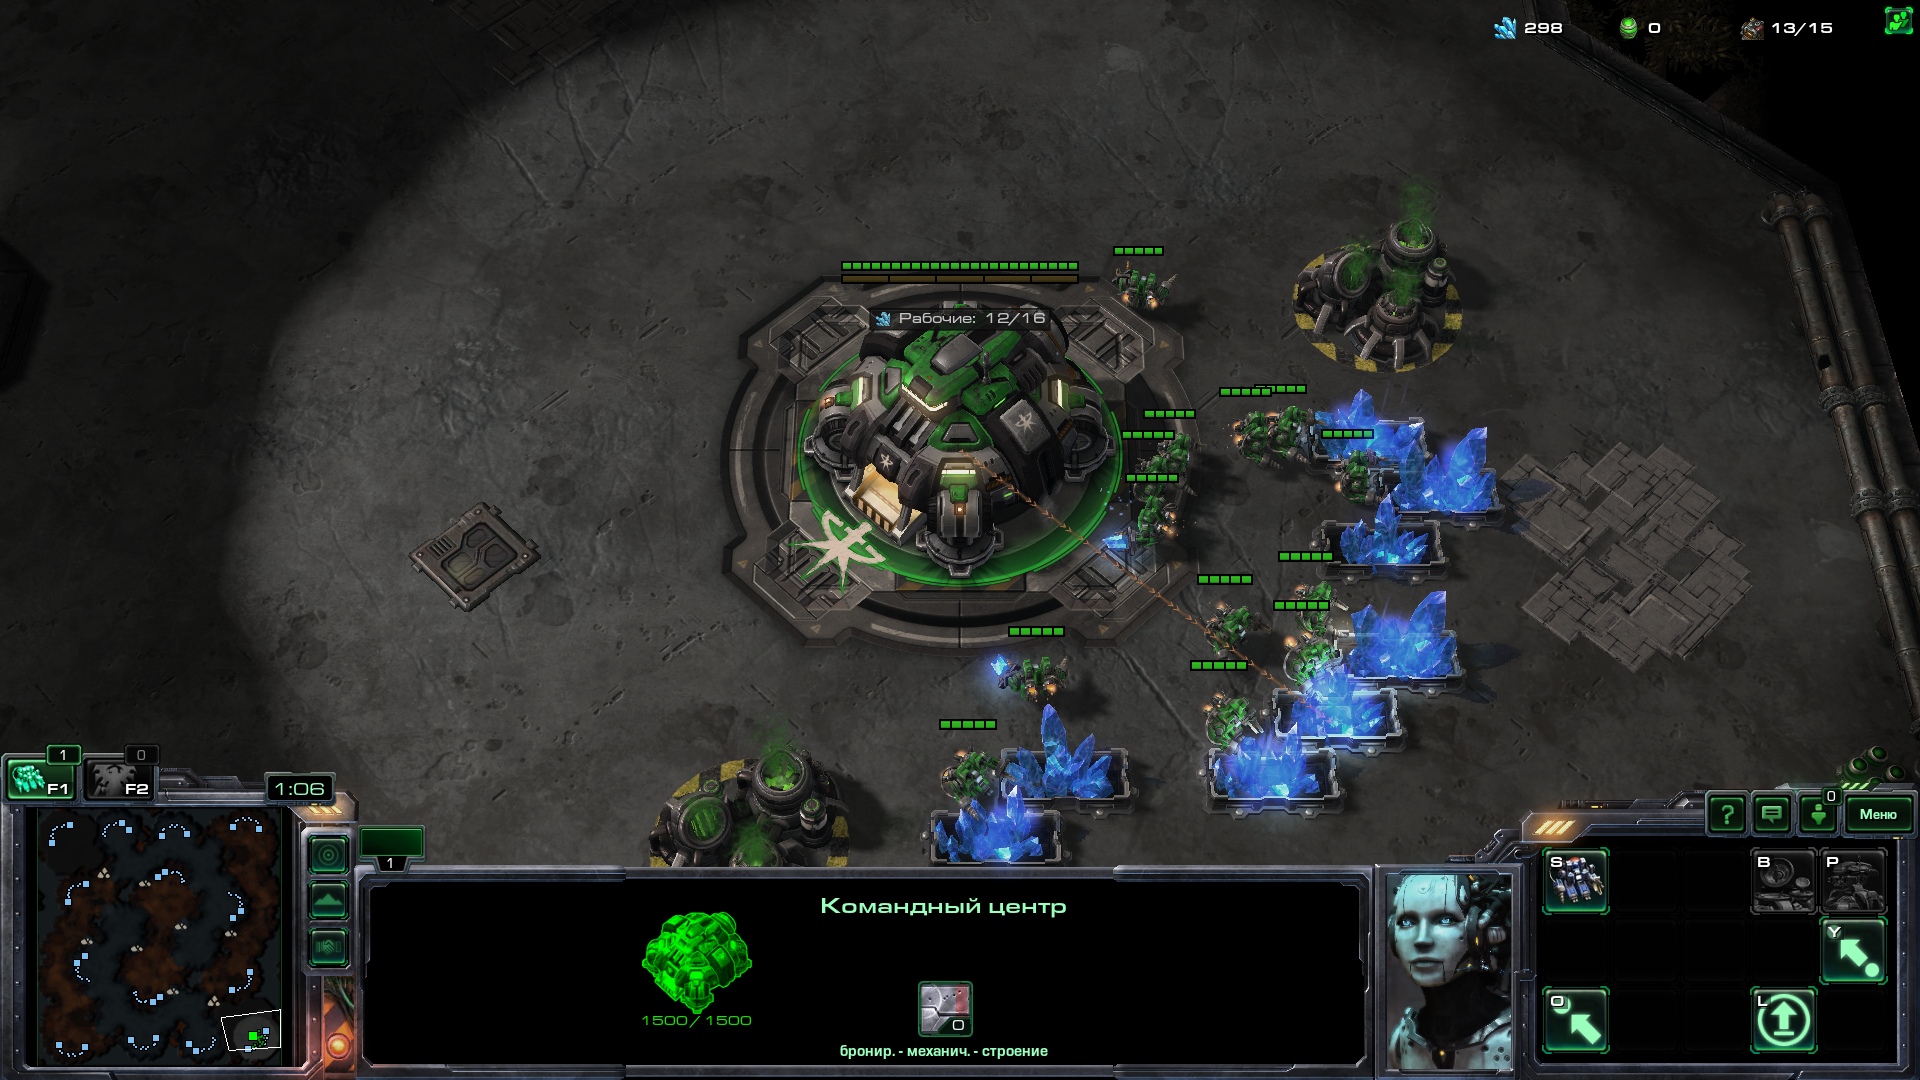 298
0
13/15
Рабочие: 12/16
1
0
F1
F2
1:06
1
0
?
Меню
Командный центр
1500/1500
0
бронир. - механич. - строение
S
B
P
Y
O
L